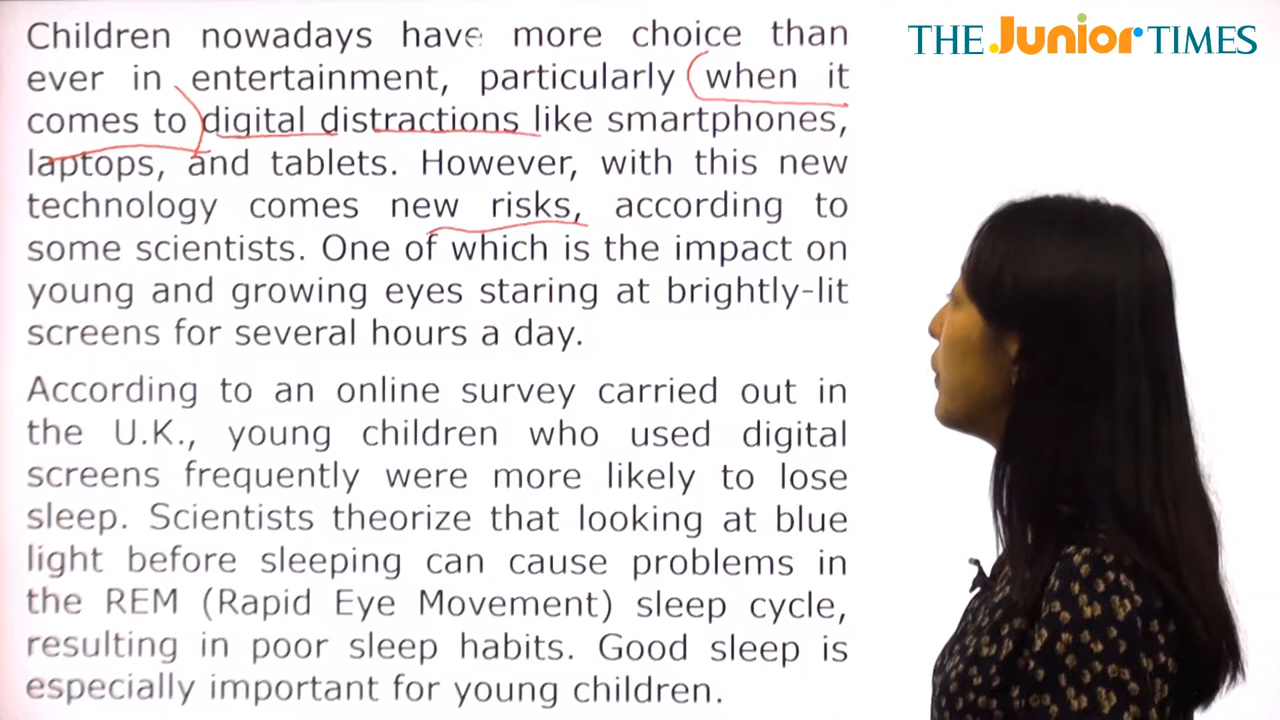 Children nowadays have more choice than
ever in entertainment, particularly when it
comes to digital distractions like smartphones,
laptops, and tablets. However, with this new
technology comes new risks, according to
some scientists. One of which is the impact on
young and growing eyes staring at brightly-lit
screens for several hours a day.
According to an online survey carried out in
the U.K., young children who used digital
screens frequently were more likely to lose
sleep. Scientists theorize that looking at blue
light before sleeping can cause problems in
the REM (Rapid Eye Movement) sleep cycle,
resulting in poor sleep habits. Good sleep is
especially important for young children.
THE Junior TIMES